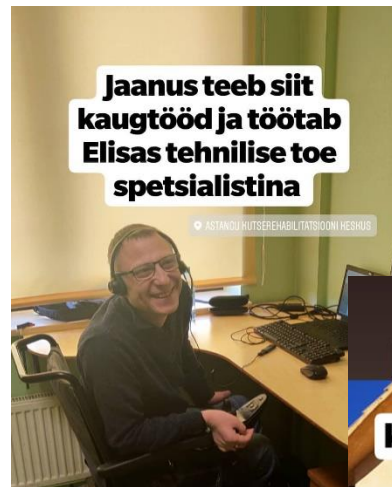 Jaanus teeb siit
kaugtööd ja töötab
Elisas tehnilise toe
spetsialistina
ASTANGU KUTSEREHABILITATSIOONI KESKUS